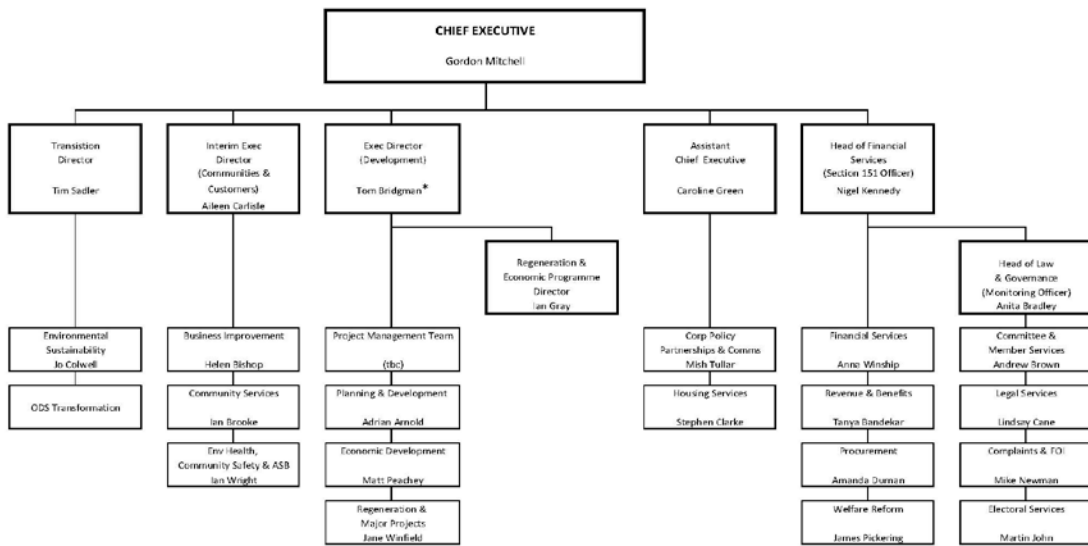 CHIEF EXECUTIVE
Gordon Mitchell
Transistion
Director
Tim Sadler
Interim Exec
Director
(Communities &
Customers)
Aileen Carlisle
Exec Director
(Development)
Tom Bridgman*
Assistant
Chief Executive
Caroline Green
Head of Financial
Services
(Section 151 Officer)
Nigel Kennedy
Regeneration &
Economic Programme
Director
Ian Gray
Head of Law
& Governance
(Monitoring Officer)
Anita Bradley
Environmental
Sustainability
Jo Colwell
ODS Transformation
Business Improvement
Helen Bishop
Community Services
Ian Brooke
Env Health,
Community Safety & ASB
Ian Wright
Project Management Team
(tbc)
Planning & Development
Adrian Arnold
Economic Development
Matt Peachey
Regeneration &
Major Projects
Jane Winfield
Corp Policy
Partnerships & Comms
Mish Tullar
Housing Services
Stephen Clarke
Financial Services
Anna Winship
Revenue & Benefits
Tanya Bandekar
Procurement
Amanda Durnan
Welfare Reform
James Pickering
Committee &
Member Services
Andrew Brown
Legal Services
Lindsay Cane
Complaints & FOI
Mike Newman
Electoral Services
Martin John